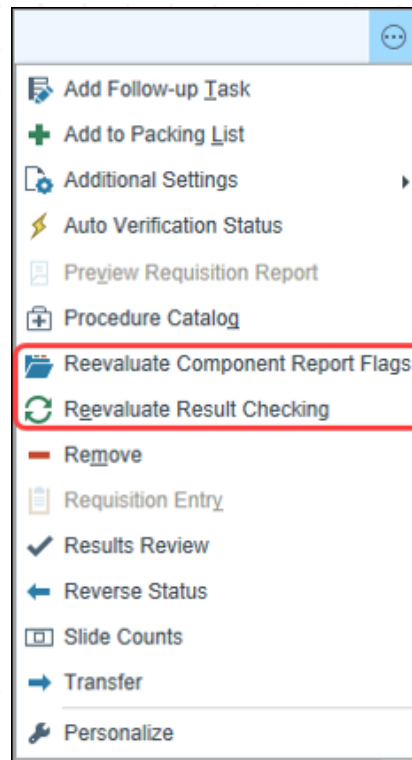 Add Follow-up Task
Add to Packing List
Additional Settings
Auto Verification Status
Preview Requisition Report
Procedure Catalog
Reevaluate Component Report Flags
Reevaluate Result Checking
Remove
Requisition Entry
Results Review
Reverse Status
Slide Counts
Transfer
Personalize